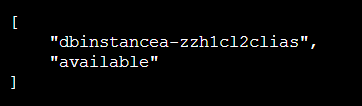 [
"dbinstancea-zzh1cl2clias",
"available"
]